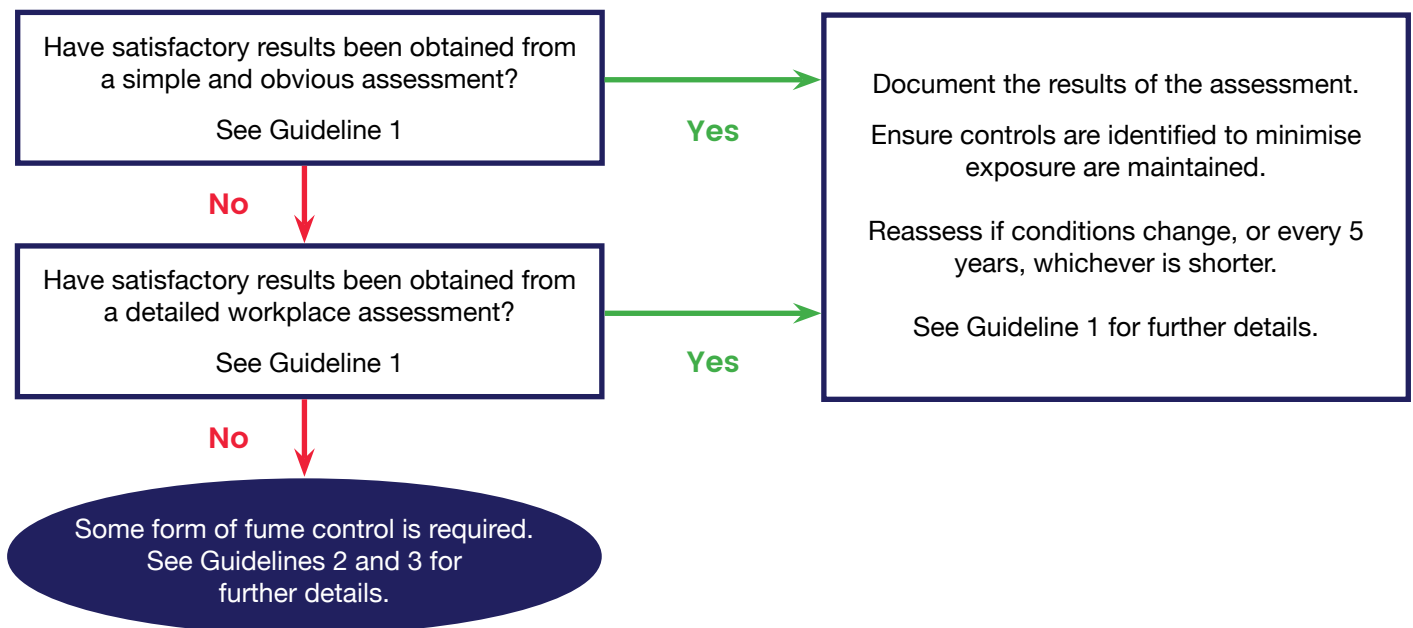 Have satisfactory results been obtained from
a simple and obvious assessment?
See Guideline 1
Yes
Document the results of the assessment.
Ensure controls are identified to minimise
exposure are maintained.
Reassess if conditions change, or every 5
years, whichever is shorter.
See Guideline 1 for further details.
No
Have satisfactory results been obtained from
a detailed workplace assessment?
See Guideline 1
Yes
No
Some form of fume control is required.
See Guidelines 2 and 3 for
further details.